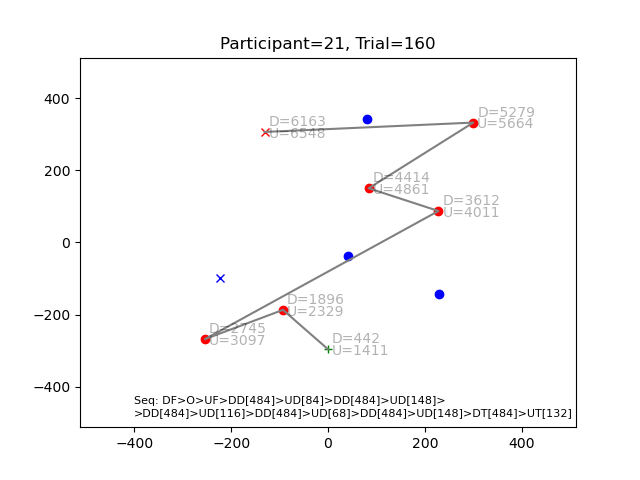 Participant=21, Trial=160
400
200
0
−200
−400
−400
−200
0
200
400
D=6163
U=6548
D=5279
U=5664
D=4414
U=4861
D=3612
U=4011
D=1896
U=2329
D=2745
U=3097
D=442
U=1411
Seq: DF>O>UF>DD[484]>UD[84]>DD[484]>UD[148]>
>DD[484]>UD[116]>DD[484]>UD[68]>DD[484]>UD[148]>DT[484]>UT[132]